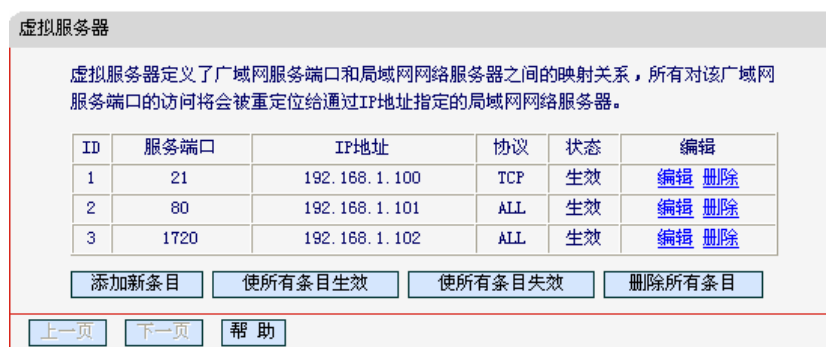 虚拟服务器
虚拟服务器定义了广域网服务端口和局域网网络服务器之间的映射关系，所有对该广域网
服务端口的访问将会被重定位给通过IP地址指定的局域网网络服务器。
ID 服务端口 IP地址 协议 状态 编辑
1 21 192.168.1.100 TCP 生效 编辑 删除
2 80 192.168.1.101 ALL 生效 编辑 删除
3 1720 192.168.1.102 ALL 生效 编辑 删除
添加新条目 使所有条目生效 使所有条目失效 删除所有条目
上一页 下一页 帮 助